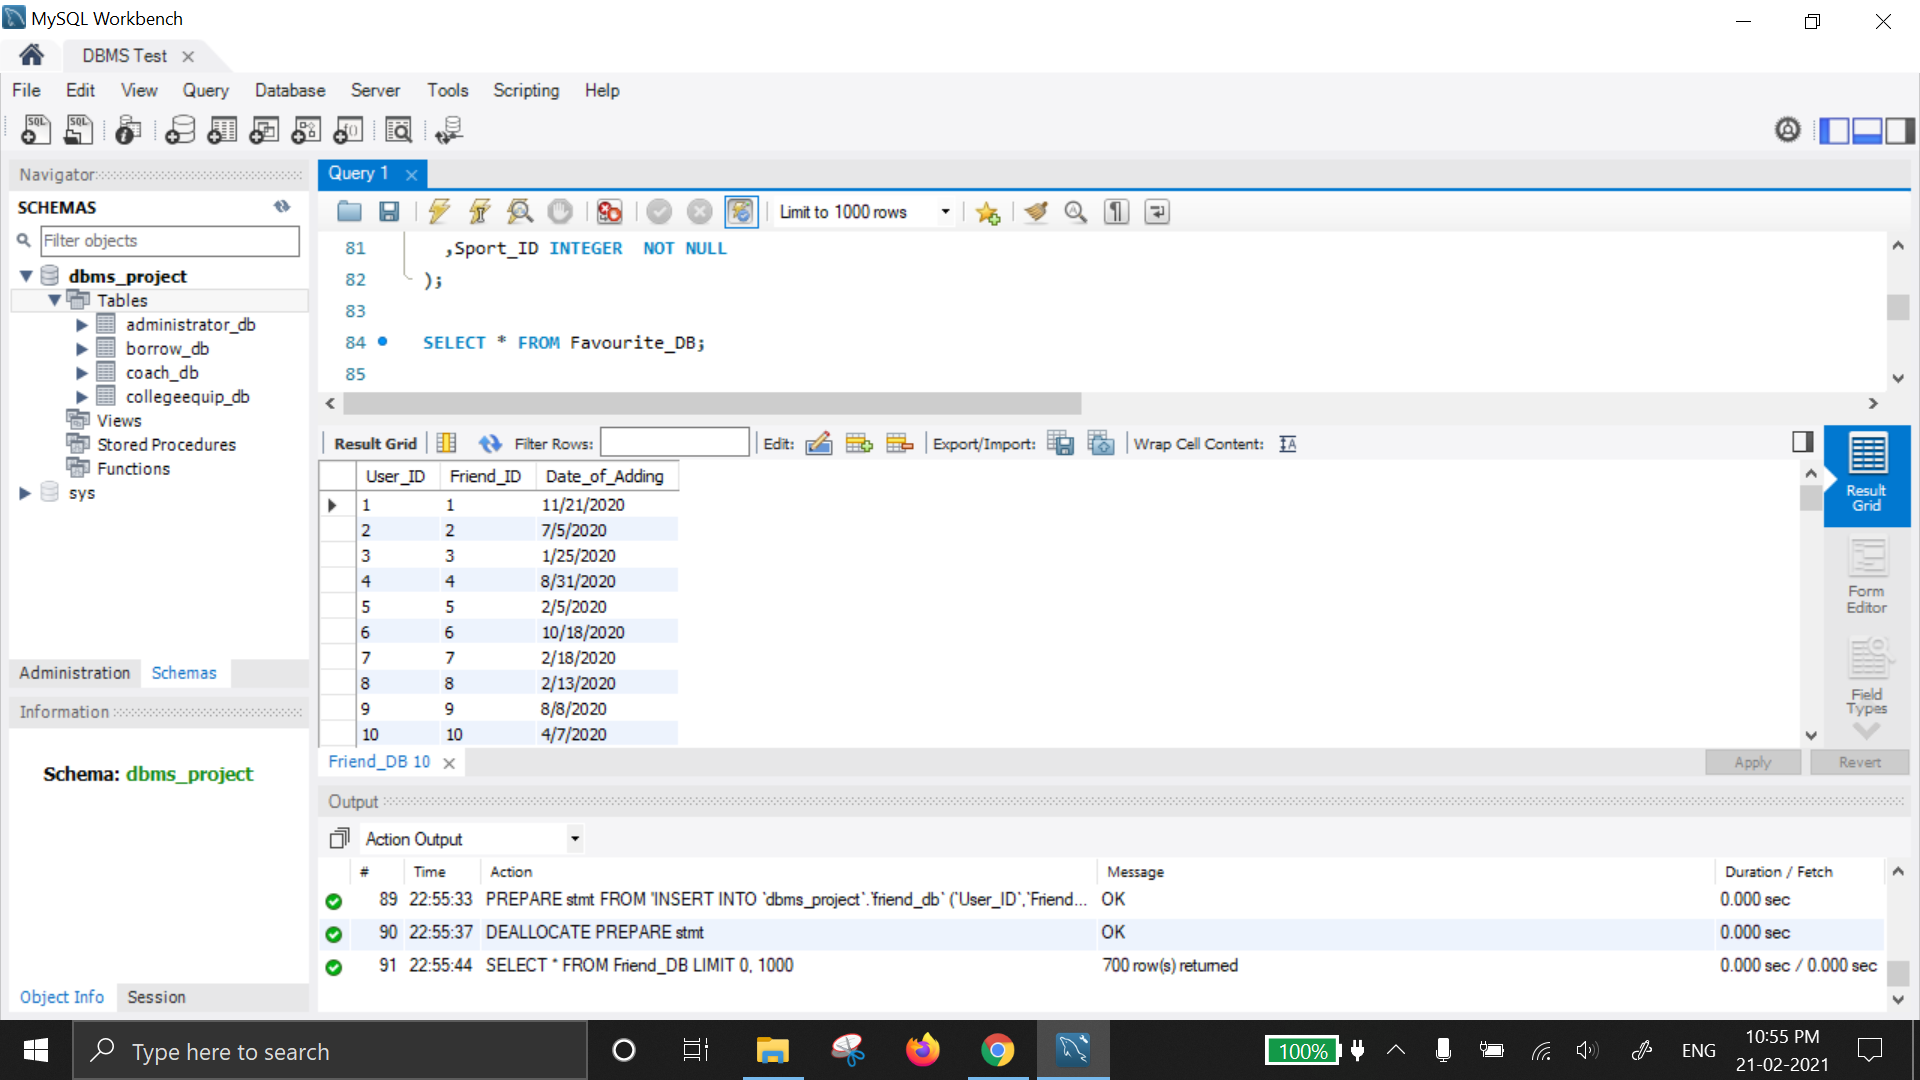 MySQL Workbench
DBMS Test
File Edit View Query Database Server Tools Scripting Help
Navigator
SCHEMAS
Filter objects
dbms_project
Tables
administrator_db
borrow_db
coach_db
collegeequip_db
Views
Stored Procedures
Functions
sys
Administration Schemas
Information
Schema: dbms_project
Object Info Session
Query 1
Limit to 1000 rows
81 ,Sport_ID INTEGER NOT NULL
82 );
83
84 SELECT * FROM Favourite_DB;
85
Result Grid Filter Rows: Edit: Export/Import: Wrap Cell Content:
User_ID Friend_ID Date_of_Adding
1 1 11/21/2020
2 2 7/5/2020
3 3 1/25/2020
4 4 8/31/2020
5 5 2/5/2020
6 6 10/18/2020
7 7 2/18/2020
8 8 2/13/2020
9 9 8/8/2020
10 10 4/7/2020
Result
Grid
Form
Editor
Field
Types
Friend_DB 10
Apply Revert
Output
Action Output
# Time Action Message Duration / Fetch
89 22:55:33 PREPARE stmt FROM 'INSERT INTO `dbms_project`.`friend_db` (`User_ID`,`Friend... OK 0.000 sec
90 22:55:37 DEALLOCATE PREPARE stmt OK 0.000 sec
91 22:55:44 SELECT * FROM Friend_DB LIMIT 0, 1000 700 row(s) returned 0.000 sec / 0.000 sec
Type here to search
100%
ENG
10:55 PM
21-02-2021